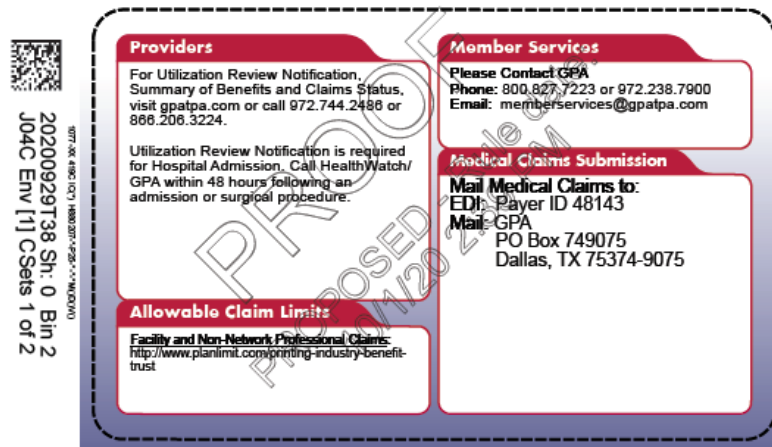 Providers
For Utilization Review Notification,
Summary of Benefits and Claims Status,
visit gpatpa.com or call 972.744.2486 or
866.206.3224.
Utilization Review Notification is required
for Hospital Admission. Call HealthWatch/
GPA within 48 hours following an
admission or surgical procedure.
Allowable Claim Limits
Facility and Non-Network Professional Claims:
http://www.planlimit.com/printing-industry-benefit-
trust
Member Services
Please Contact GPA
Phone: 800.827.7223 or 972.238.7900
Email: memberservices@gpatpa.com
Medical Claims Submission
Mail Medical Claims to:
EDI: Payer ID 48143
Mail: GPA
PO Box 749075
Dallas, TX 75374-9075
PROOF
20200929T38 Sh: 0 Bin 2
J04C Env [1] CSets 1 of 2